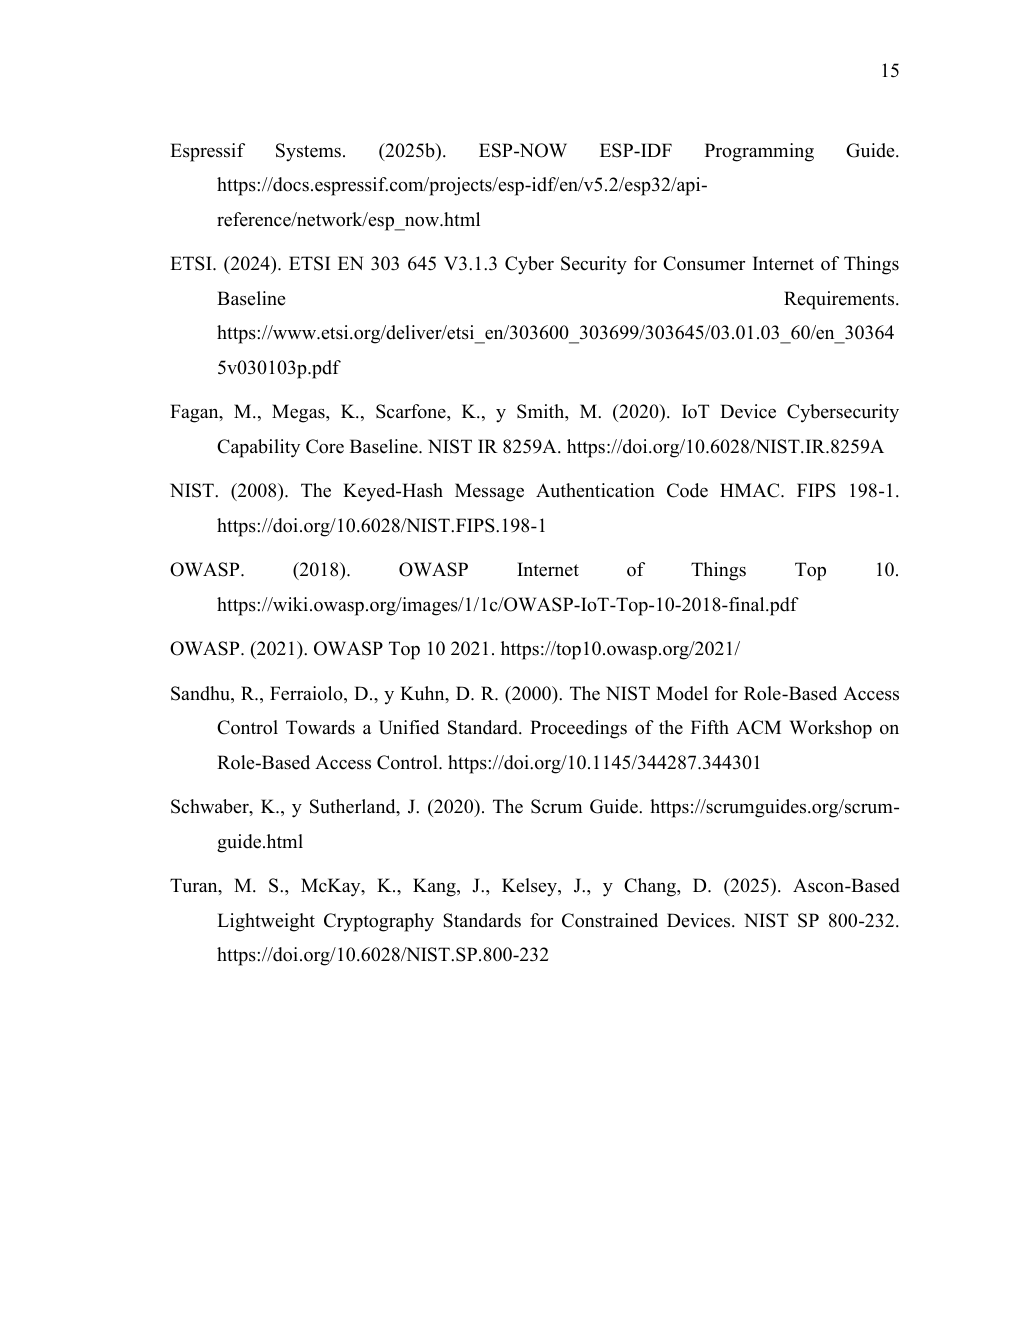 15
Espressif Systems. (2025b). ESP-NOW ESP-IDF Programming Guide.
https://docs.espressif.com/projects/esp-idf/en/v5.2/esp32/api-
reference/network/esp_now.html
ETSI. (2024). ETSI EN 303 645 V3.1.3 Cyber Security for Consumer Internet of Things
Baseline Requirements.
https://www.etsi.org/deliver/etsi_en/303600_303699/303645/03.01.03_60/en_30364
5v030103p.pdf
Fagan, M., Megas, K., Scarfone, K., y Smith, M. (2020). IoT Device Cybersecurity
Capability Core Baseline. NIST IR 8259A. https://doi.org/10.6028/NIST.IR.8259A
NIST. (2008). The Keyed-Hash Message Authentication Code HMAC. FIPS 198-1.
https://doi.org/10.6028/NIST.FIPS.198-1
OWASP. (2018). OWASP Internet of Things Top 10.
https://wiki.owasp.org/images/1/1c/OWASP-IoT-Top-10-2018-final.pdf
OWASP. (2021). OWASP Top 10 2021. https://top10.owasp.org/2021/
Sandhu, R., Ferraiolo, D., y Kuhn, D. R. (2000). The NIST Model for Role-Based Access
Control Towards a Unified Standard. Proceedings of the Fifth ACM Workshop on
Role-Based Access Control. https://doi.org/10.1145/344287.344301
Schwaber, K., y Sutherland, J. (2020). The Scrum Guide. https://scrumguides.org/scrum-
guide.html
Turan, M. S., McKay, K., Kang, J., Kelsey, J., y Chang, D. (2025). Ascon-Based
Lightweight Cryptography Standards for Constrained Devices. NIST SP 800-232.
https://doi.org/10.6028/NIST.SP.800-232